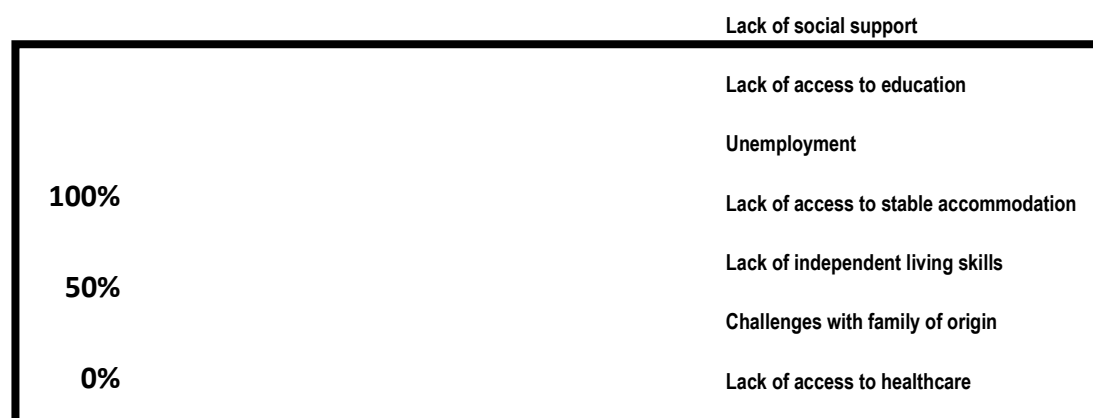 Lack of social support
Lack of access to education
Unemployment
100%
Lack of access to stable accommodation
Lack of independent living skills
50%
Challenges with family of origin
0%
Lack of access to healthcare